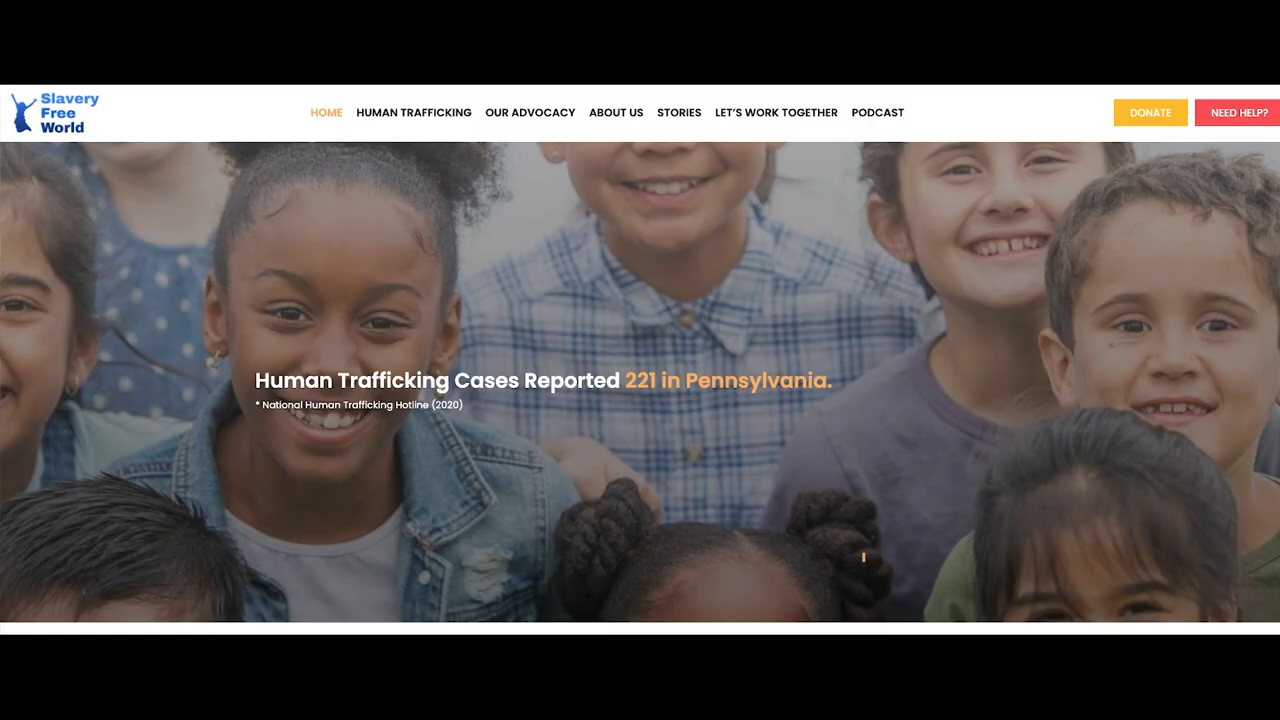 Slavery
Free
World
HOME HUMAN TRAFFICKING OUR ADVOCACY ABOUT US STORIES LET'S WORK TOGETHER PODCAST
DONATE NEED HELP?
Human Trafficking Cases Reported 221 in Pennsylvania.
* National Human Trafficking Hotline (2020)